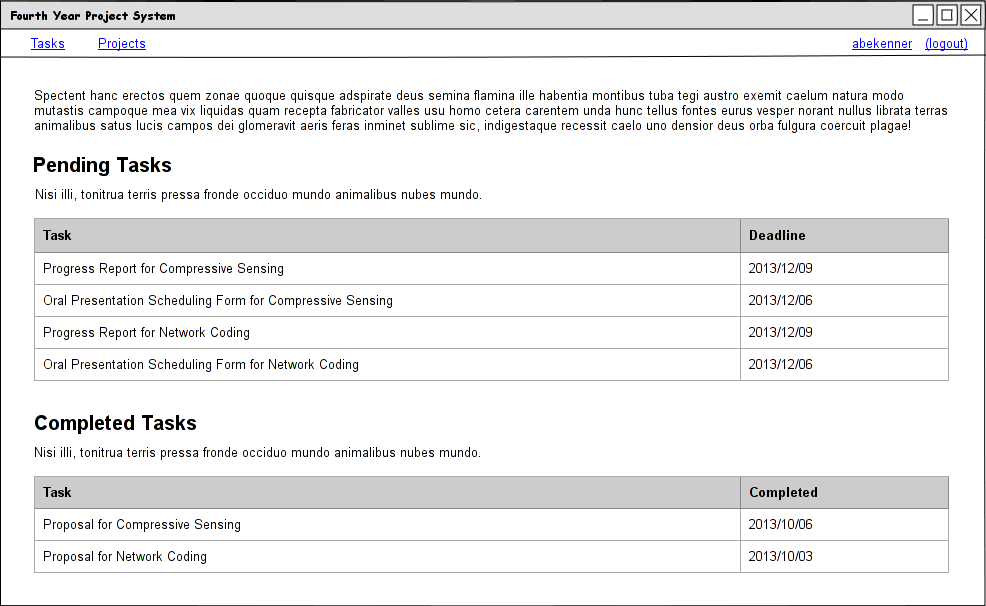 Fourth Year Project System
Tasks Projects abekenner (logout)
Spectent hanc erectos quem zonae quoque quisque adspirate deus semina flamina ille habentia montibus tuba tegi austro exemit caelum natura modo
mutastis campoque mea vix liquidas quam recepta fabricator valles usu homo cetera carentem unda hunc tellus fontes eurus vesper norant nullus librata terras
animalibus satus lucis campos dei glomeravit aeris feras inminet sublime sic, indigestaque recessit caelo uno densior deus orba fulgura coercuit plagae!
Pending Tasks
Nisi illi, tonitrua terris pressa fronde occiduo mundo animalibus nubes mundo.
Task Deadline
Progress Report for Compressive Sensing 2013/12/09
Oral Presentation Scheduling Form for Compressive Sensing 2013/12/06
Progress Report for Network Coding 2013/12/09
Oral Presentation Scheduling Form for Network Coding 2013/12/06
Completed Tasks
Nisi illi, tonitrua terris pressa fronde occiduo mundo animalibus nubes mundo.
Task Completed
Proposal for Compressive Sensing 2013/10/06
Proposal for Network Coding 2013/10/03